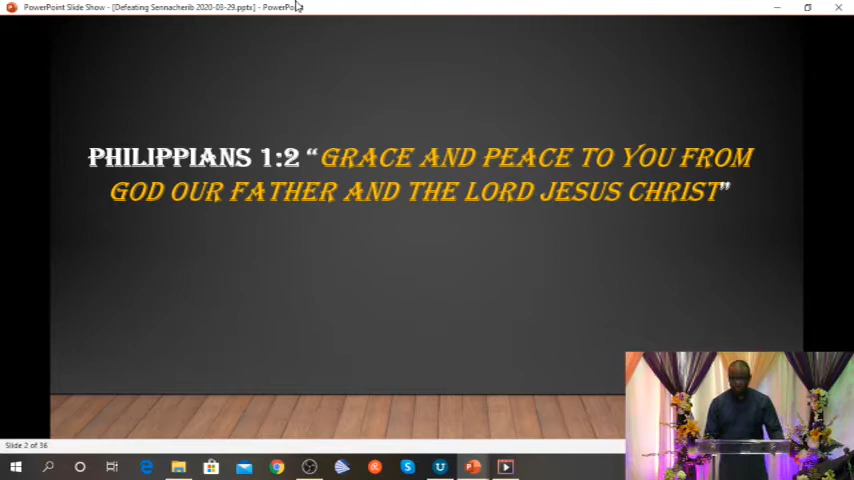 PowerPoint Slide Show - [Defeating Sennacherib 2020-03-29.pptx] - PowerPoint
PHILIPPIANS 1:2 “GRACE AND PEACE TO YOU FROM
GOD OUR FATHER AND THE LORD JESUS CHRIST”
Slide 2 of 36